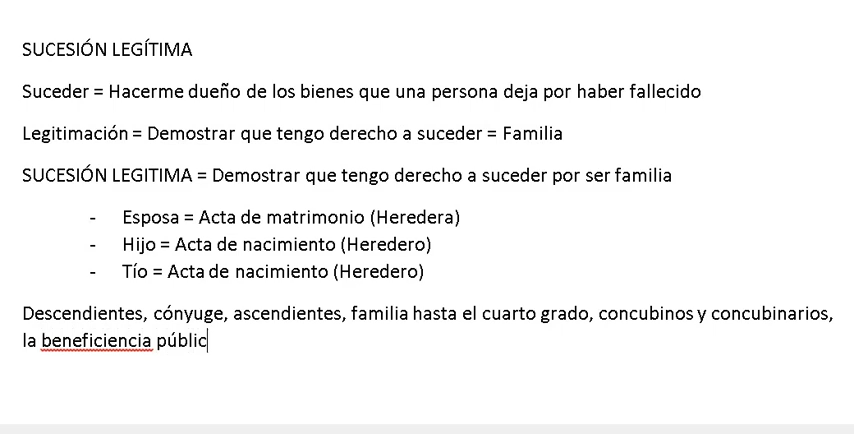 SUCESIÓN LEGÍTIMA
Suceder = Hacerme dueño de los bienes que una persona deja por haber fallecido
Legitimación = Demostrar que tengo derecho a suceder = Familia
SUCESIÓN LEGITIMA = Demostrar que tengo derecho a suceder por ser familia
- Esposa = Acta de matrimonio (Heredera)
- Hijo = Acta de nacimiento (Heredero)
- Tío = Acta de nacimiento (Heredero)
Descendientes, cónyuge, ascendientes, familia hasta el cuarto grado, concubinos y concubinarios,
la beneficiencia públic